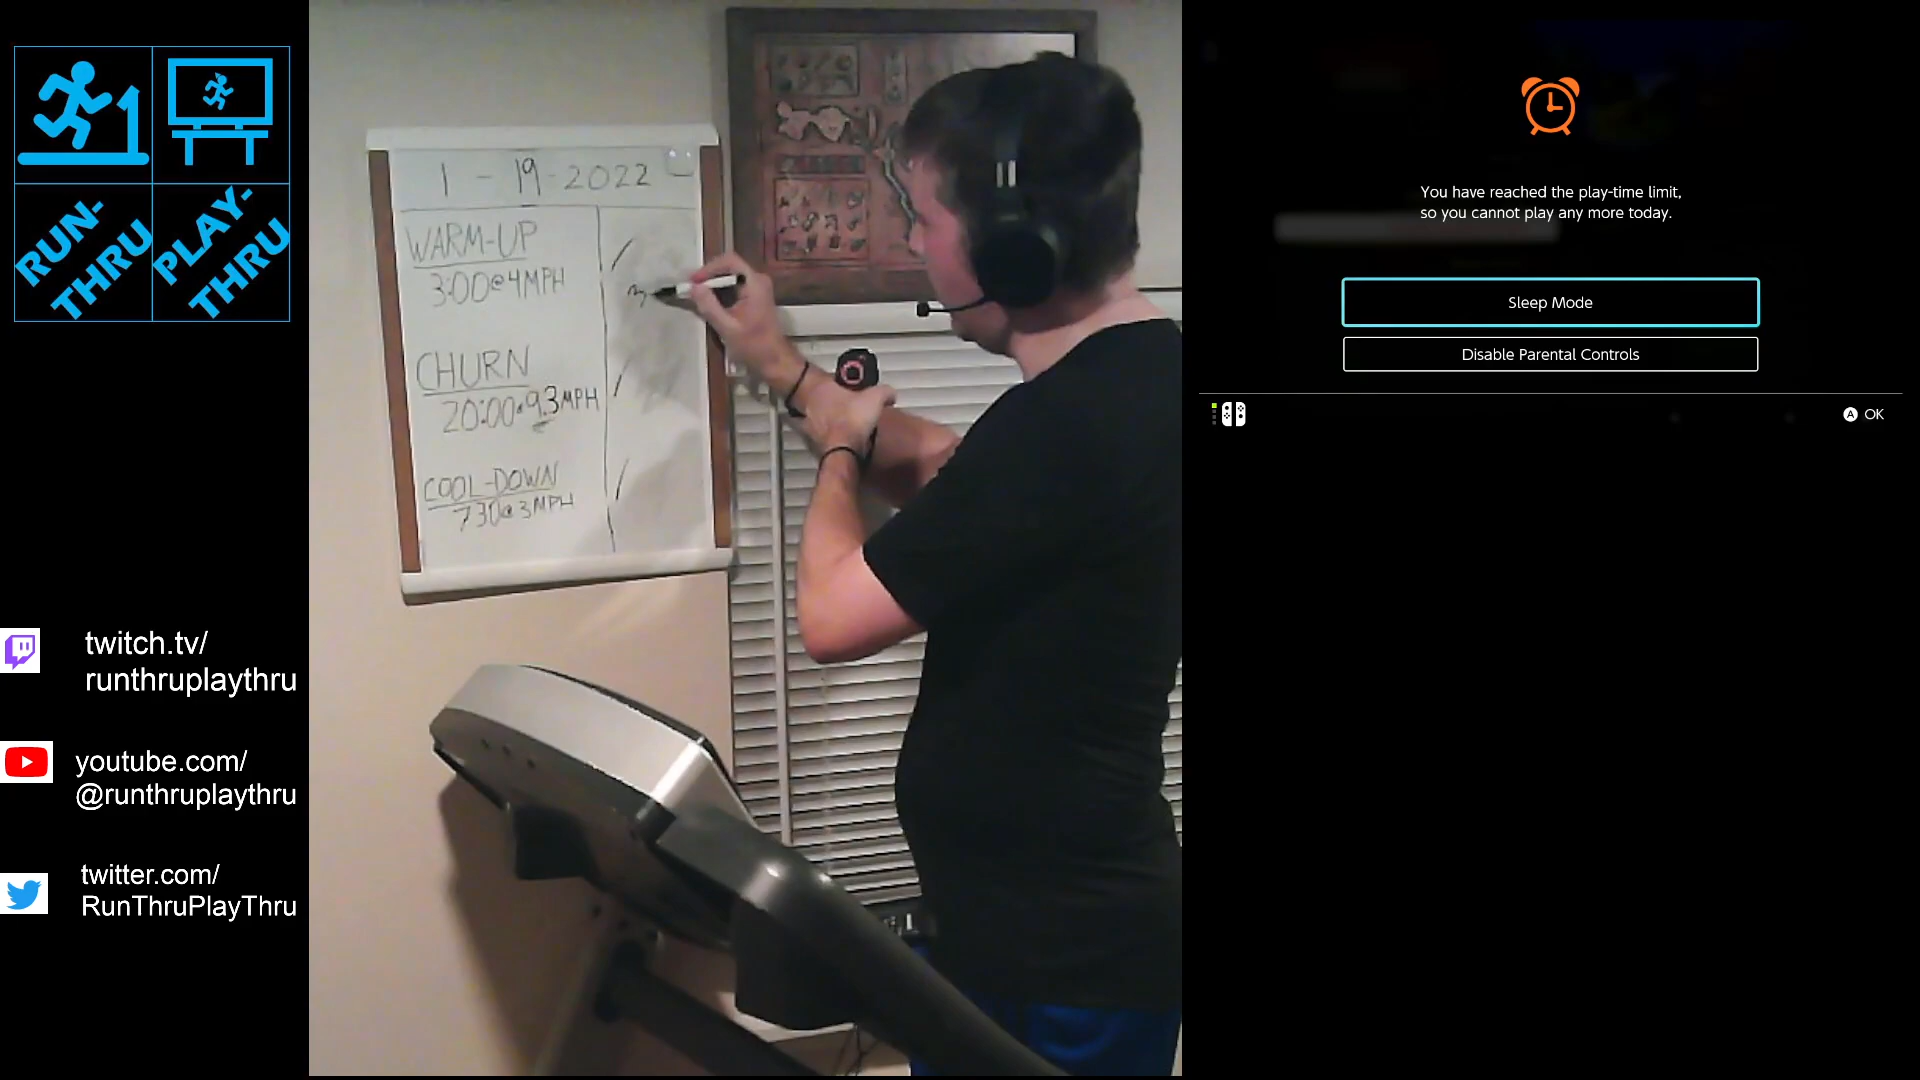 RUN-
THRU
PLAY-
THRU
twitch.tv/
runthruplaythru
youtube.com/
@runthruplaythru
twitter.com/
RunThruPlayThru
1-19-2022
WARM-UP
3:00@4MPH
CHURN
20:00@9.3MPH
COOL-DOWN
730@3MPH
You have reached the play-time limit,
so you cannot play any more today.
Sleep Mode
Disable Parental Controls
A OK